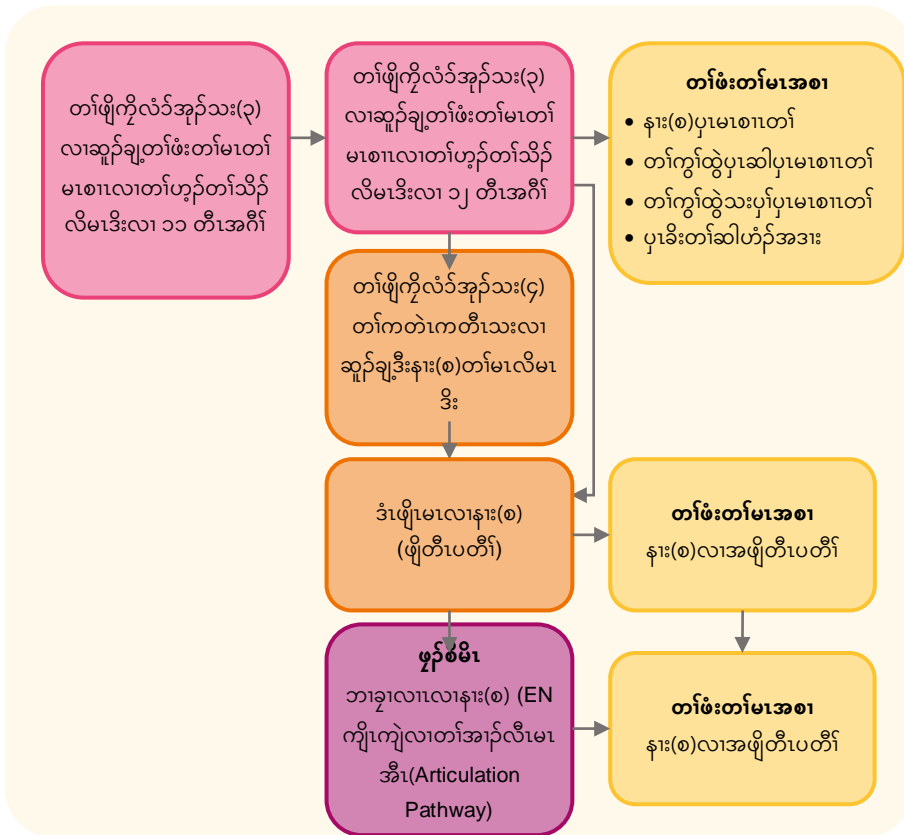 တၢ်ဖျိကၠိလံာ်အုၣ်သး(၃)
လၢဆူၣ်ချ့တၢ်ဖံးတၢ်မၤတၢ်
မၤစၢၤလၢတၢ်ဟ့ၣ်တၢ်သိၣ်
လိမၤဒိးလၢ ၁၁ တီၤအဂီၢ်
တၢ်ဖျိကၠိလံာ်အုၣ်သး(၃)
လၢဆူၣ်ချ့တၢ်ဖံးတၢ်မၤတၢ်
မၤစၢၤလၢတၢ်ဟ့ၣ်တၢ်သိၣ်
လိမၤဒိးလၢ ၁၂ တီၤအဂီၢ်
တၢ်ဖံးတၢ်မၤအစၢ
• နၢး(စ)ပှၤမၤစၢၤတၢ်
• တၢ်ကွၢ်ထွဲပှၤဆါပှၤမၤစၢၤတၢ်
• တၢ်ကွၢ်ထွဲသးပှၢ်ပှၤမၤစၢၤတၢ်
• ပှၤခိးတၢ်ဆါဟံၣ်အဒၢး
တၢ်ဖျိကၠိလံာ်အုၣ်သး(၄)
တၢ်ကတဲၤကတီၤသးလၢ
ဆူၣ်ချ့ဒီးနၢး(စ)တၢ်မၤလိမၤ
ဒိး
ဒံၤဖျိၤမၤလၢနၢး(စ)
(ဖျိတီၤပတီၢ်)
တၢ်ဖံးတၢ်မၤအစၢ
နၢး(စ)လၢအဖျိတီၤပတီၢ်
ဖၠၣ်စိမိၤ
ဘၢခၠၢလၢၤလၢနၢး(စ) (EN
ကျိၤကျဲလၢတၢ်အၢၣ်လီၤမၤ
အီၤ(Articulation
Pathway)
တၢ်ဖံးတၢ်မၤအစၢ
နၢး(စ)လၢအဖျိတီၤပတီၢ်